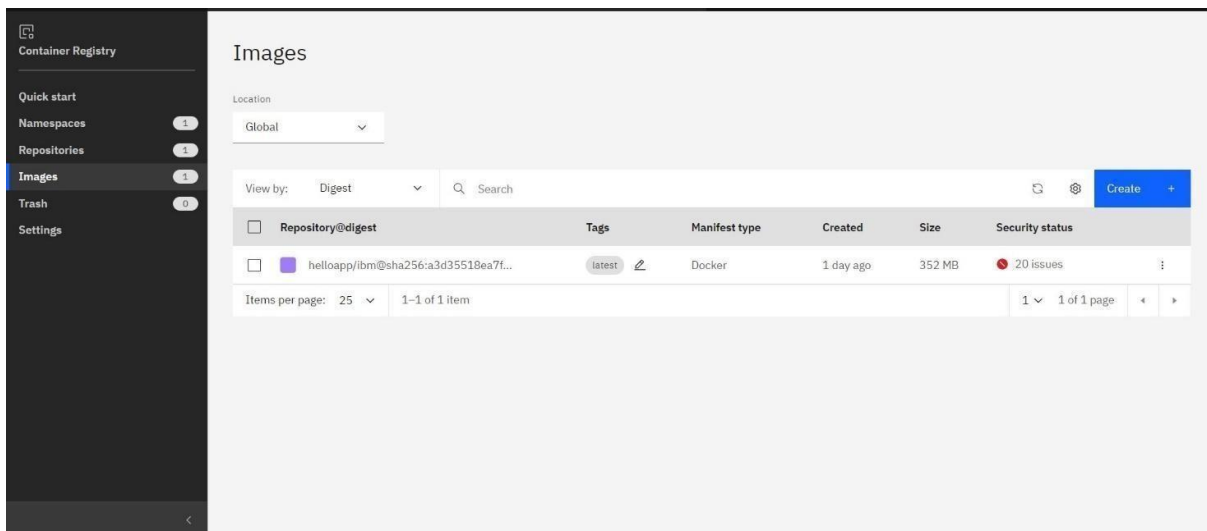 Container Registry
Quick start
Namespaces 1
Repositories 1
Images 1
Trash 0
Settings
Images
Location
Global
View by: Digest Search Create +
Repository@digest Tags Manifest type Created Size Security status
helloapp/ibm@sha256:a3d35518ea7f... latest Docker 1 day ago 352 MB 20 issues
Items per page: 25 1–1 of 1 item 1 1 of 1 page